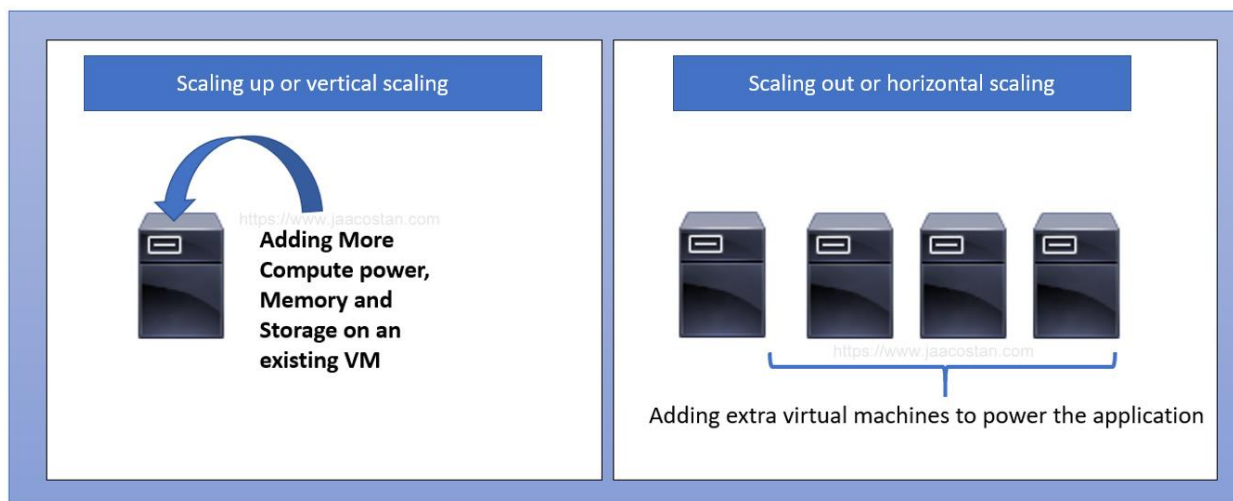 Scaling up or vertical scaling
https://www.jaacostan.com
Adding More
Compute power,
Memory and
Storage on an
existing VM
Scaling out or horizontal scaling
https://www.jaacostan.com
Adding extra virtual machines to power the application